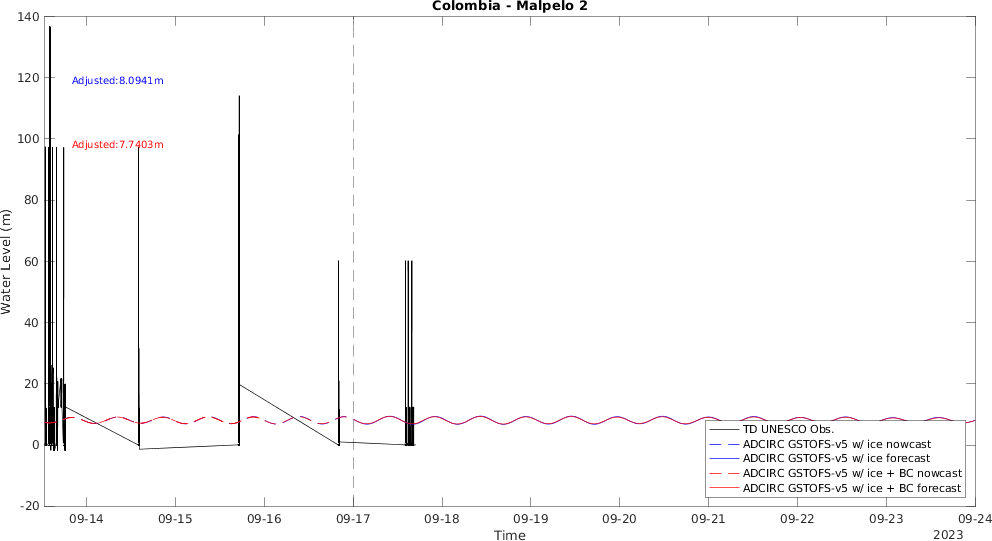 Colombia - Malpelo 2
140
120
100
80
60
40
20
0
-20
Water Level (m)
Adjusted:8.0941m
Adjusted:7.7403m
TD UNESCO Obs.
ADCIRC GSTOFS-v5 w/ ice nowcast
ADCIRC GSTOFS-v5 w/ ice forecast
ADCIRC GSTOFS-v5 w/ ice + BC nowcast
ADCIRC GSTOFS-v5 w/ ice + BC forecast
09-14 09-15 09-16 09-17 09-18 09-19 09-20 09-21 09-22 09-23 09-24
Time
2023